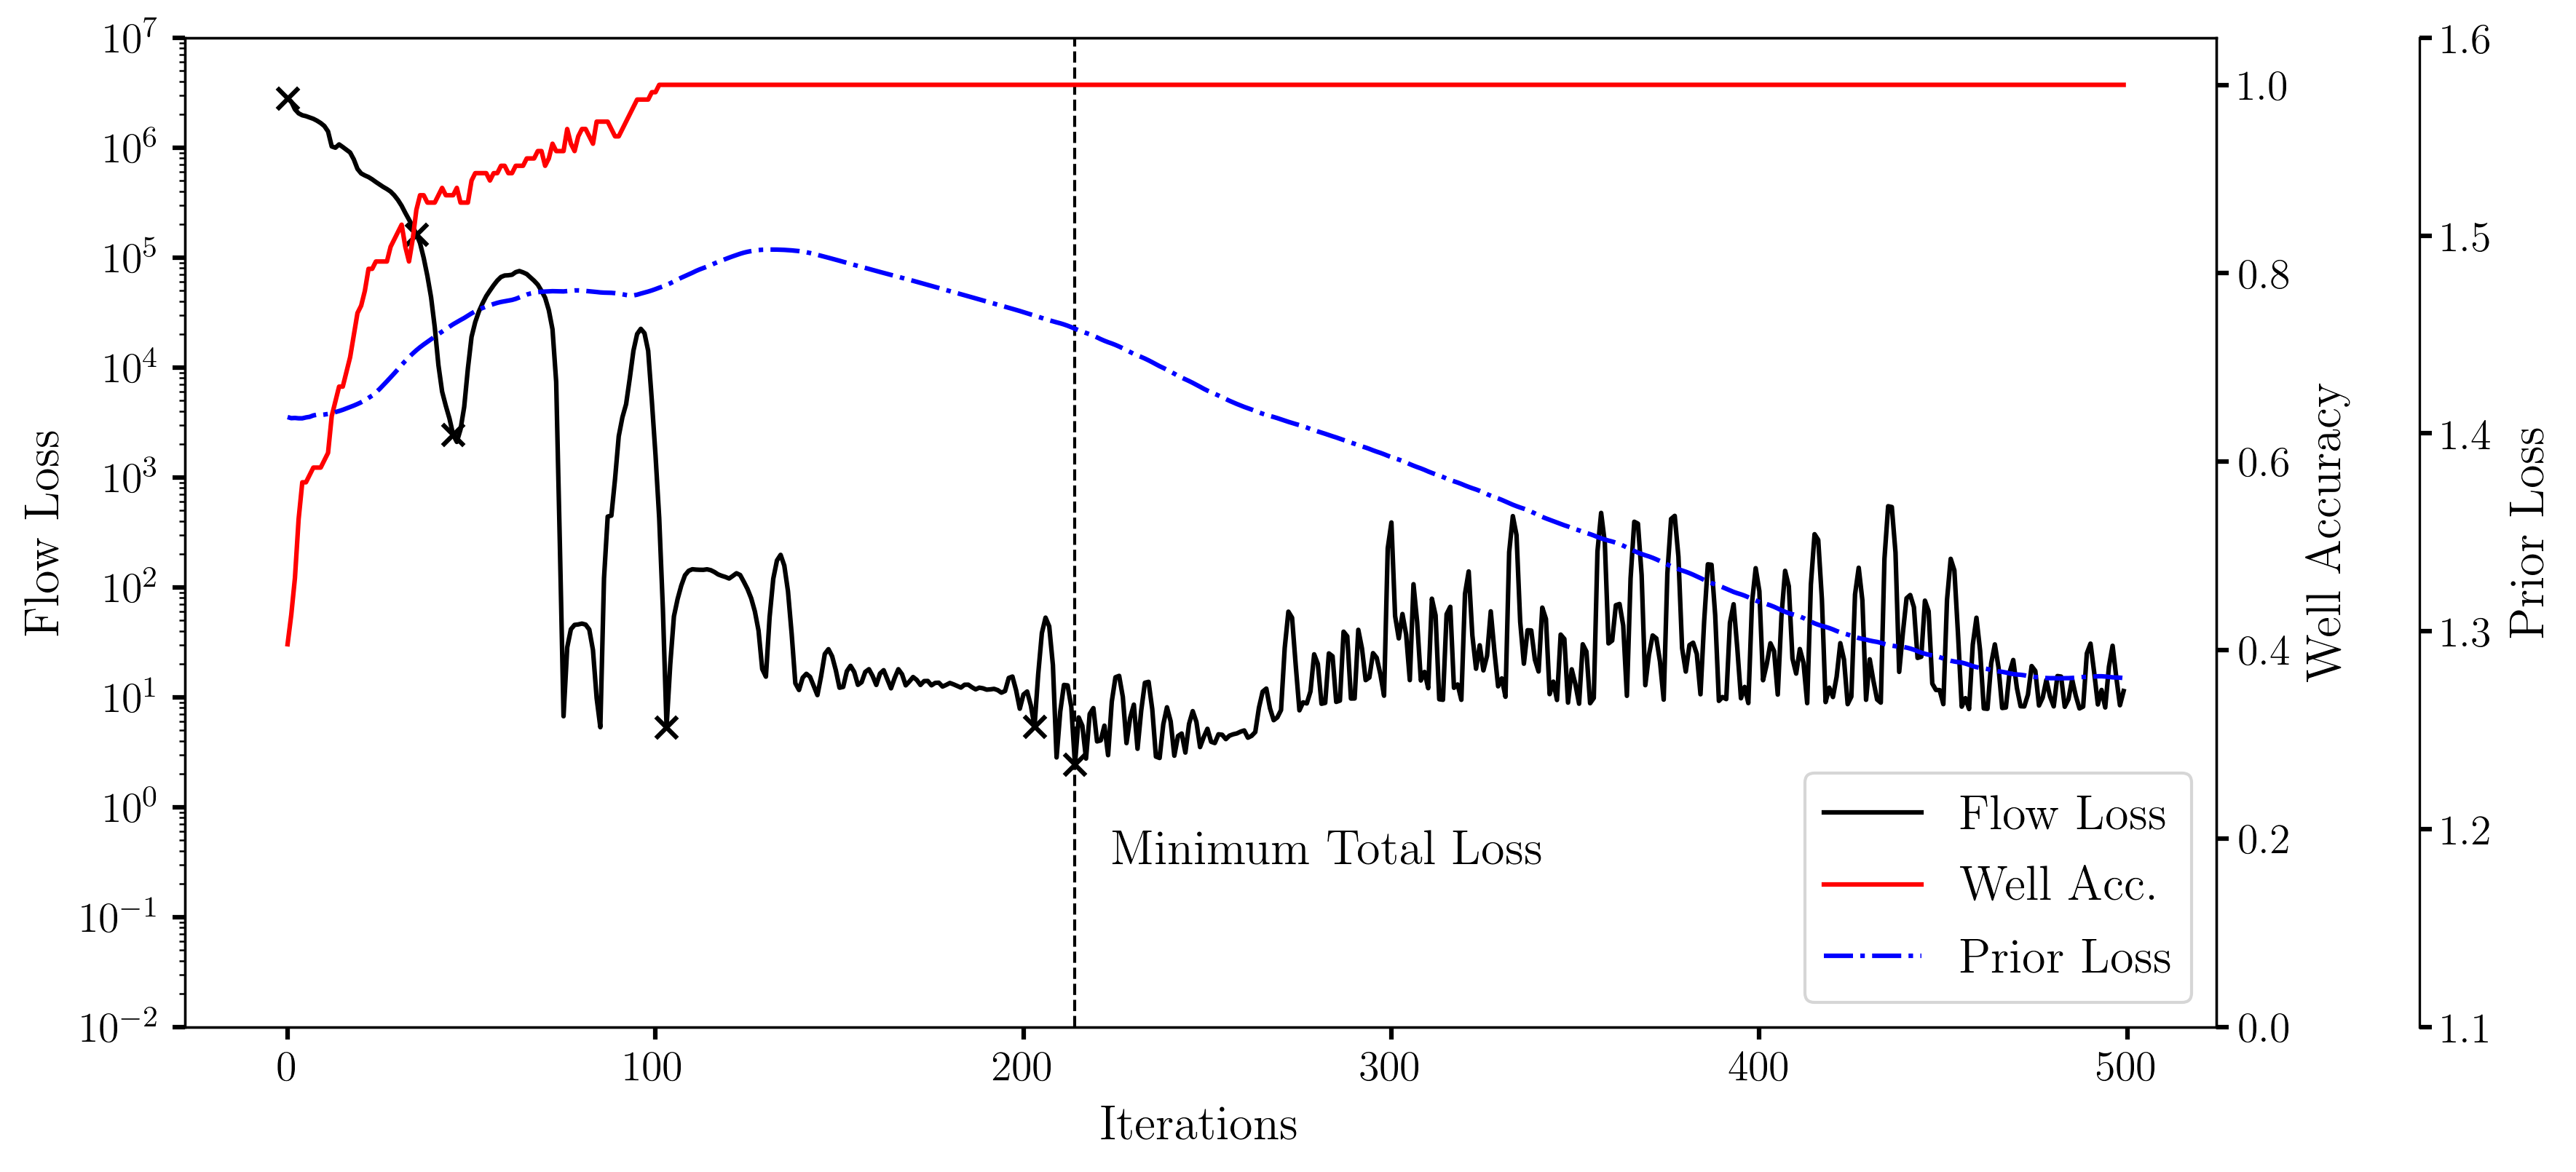 10^7
10^6
10^5
10^4
10^3
10^2
10^1
10^0
10^−1
10^−2
Flow Loss
0 100 200 300 400 500
Iterations
Minimum Total Loss
Flow Loss
Well Acc.
Prior Loss
1.0
0.8
0.6
0.4
0.2
0.0
Well Accuracy
1.6
1.5
1.4
1.3
1.2
1.1
Prior Loss